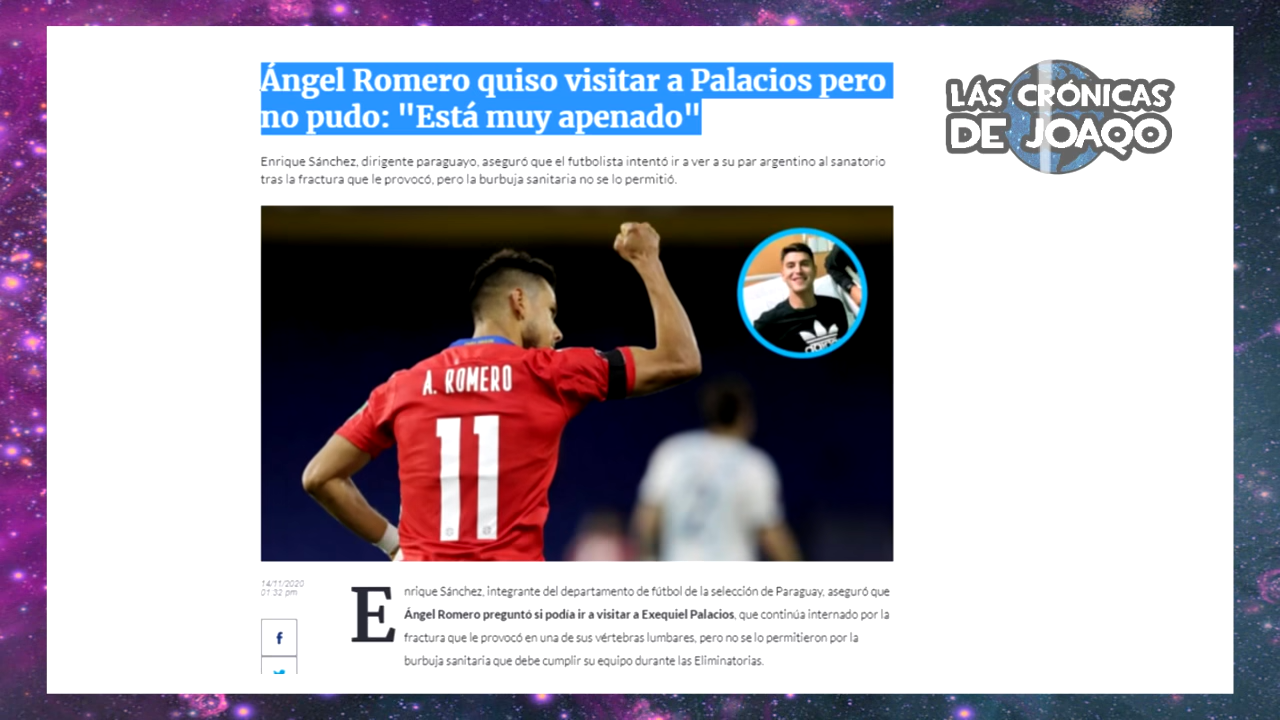 Ángel Romero quiso visitar a Palacios pero
no pudo: "Está muy apenado"
LAS CRÓNICAS
DE JOAQO
Enrique Sánchez, dirigente paraguayo, aseguró que el futbolista intentó ir a ver a su par argentino al sanatorio
tras la fractura que le provocó, pero la burbuja sanitaria no se lo permitió.
A. ROMERO
11
2
adidas
14/11/2020
01:32 pm
Enrique Sánchez, integrante del departamento de fútbol de la selección de Paraguay, aseguró que
Ángel Romero preguntó si podía ir a visitar a Exequiel Palacios, que continúa internado por la
fractura que le provocó en una de sus vértebras lumbares, pero no se lo permitieron por la
burbuja sanitaria que debe cumplir su equipo durante las Eliminatorias.
f